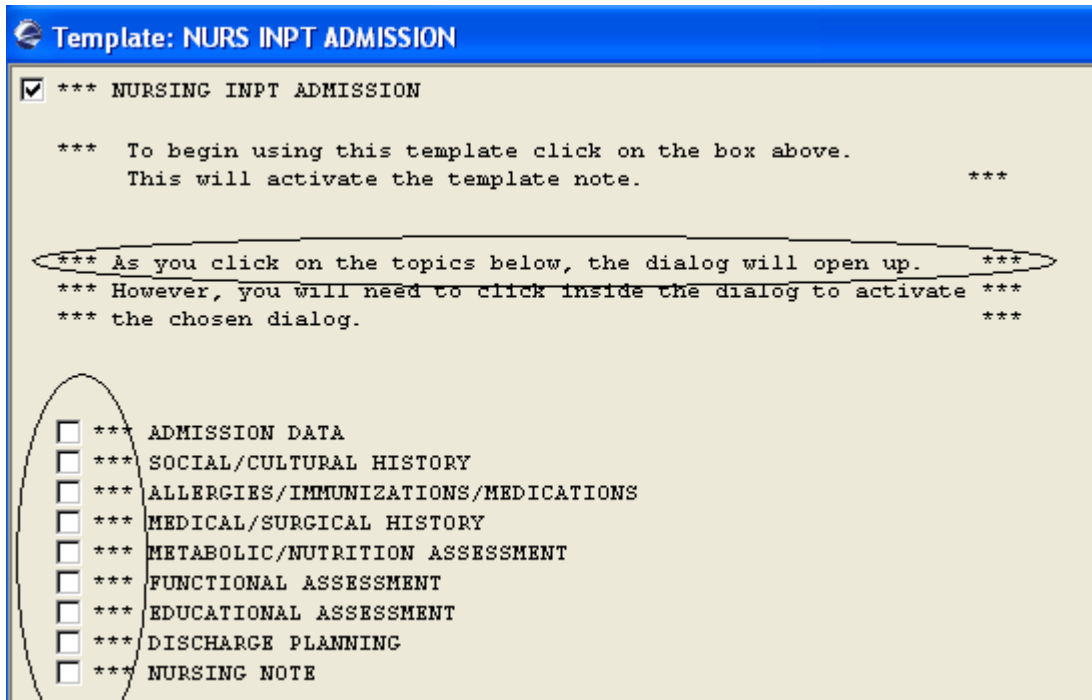 Template: NURS INPT ADMISSION
*** NURSING INPT ADMISSION
*** To begin using this template click on the box above.
This will activate the template note. ***
*** As you click on the topics below, the dialog will open up. ***
*** However, you will need to click inside the dialog to activate ***
*** the chosen dialog. ***
*** ADMISSION DATA
*** SOCIAL/CULTURAL HISTORY
*** ALLERGIES/IMMUNIZATIONS/MEDICATIONS
*** MEDICAL/SURGICAL HISTORY
*** METABOLIC/NUTRITION ASSESSMENT
*** FUNCTIONAL ASSESSMENT
*** EDUCATIONAL ASSESSMENT
*** DISCHARGE PLANNING
*** NURSING NOTE